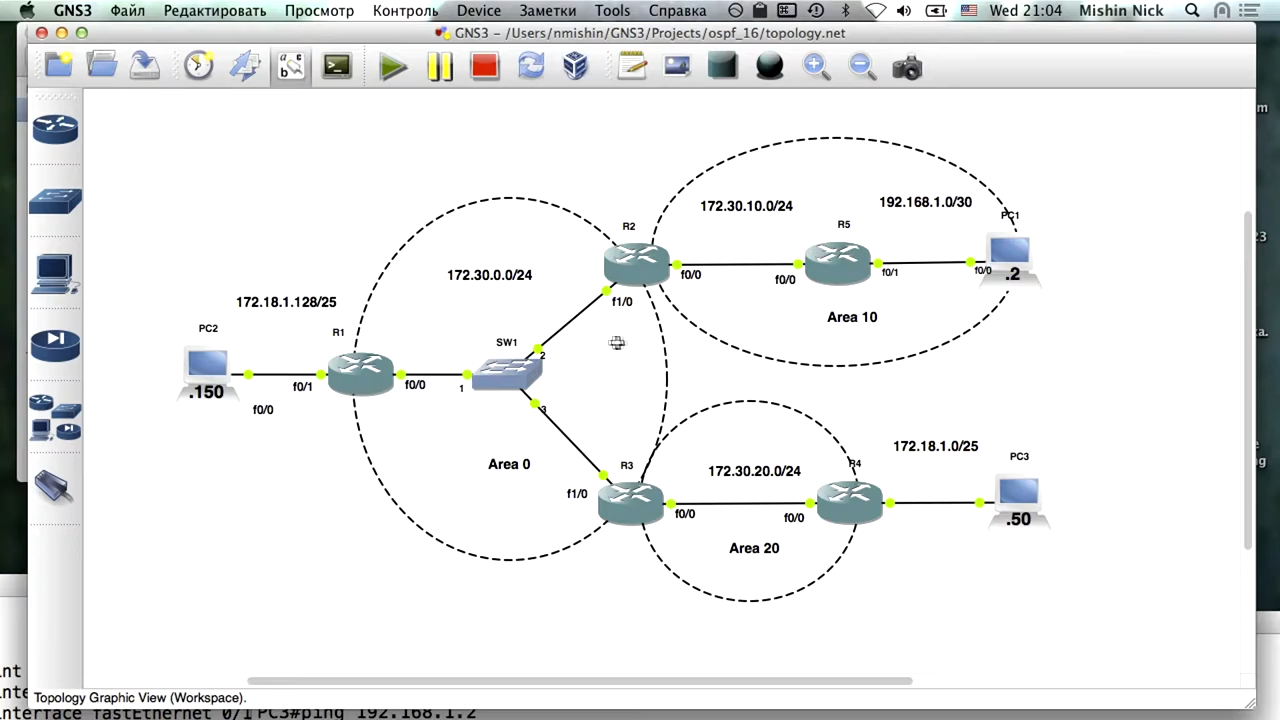 GNS3 Файл Редактировать Просмотр Контроль Device Заметки Tools Справка Wed 21:04 Mishin Nick
GNS3 – /Users/nmishin/GNS3/Projects/ospf_16/topology.net
172.30.10.0/24
192.168.1.0/30
PC1
R2
R5
f0/0
f0/0
f0/1
f0/0
.2
172.30.0.0/24
f1/0
172.18.1.128/25
Area 10
PC2
R1
SW1
2
f0/1
f0/0
1
.150
f0/0
3
172.18.1.0/25
Area 0
R3
172.30.20.0/24
R4
PC3
f1/0
f0/0
f0/0
.50
Area 20
Topology Graphic View (Workspace).
interface fastEthernet 0/1 PC3#ping 192.168.1.2